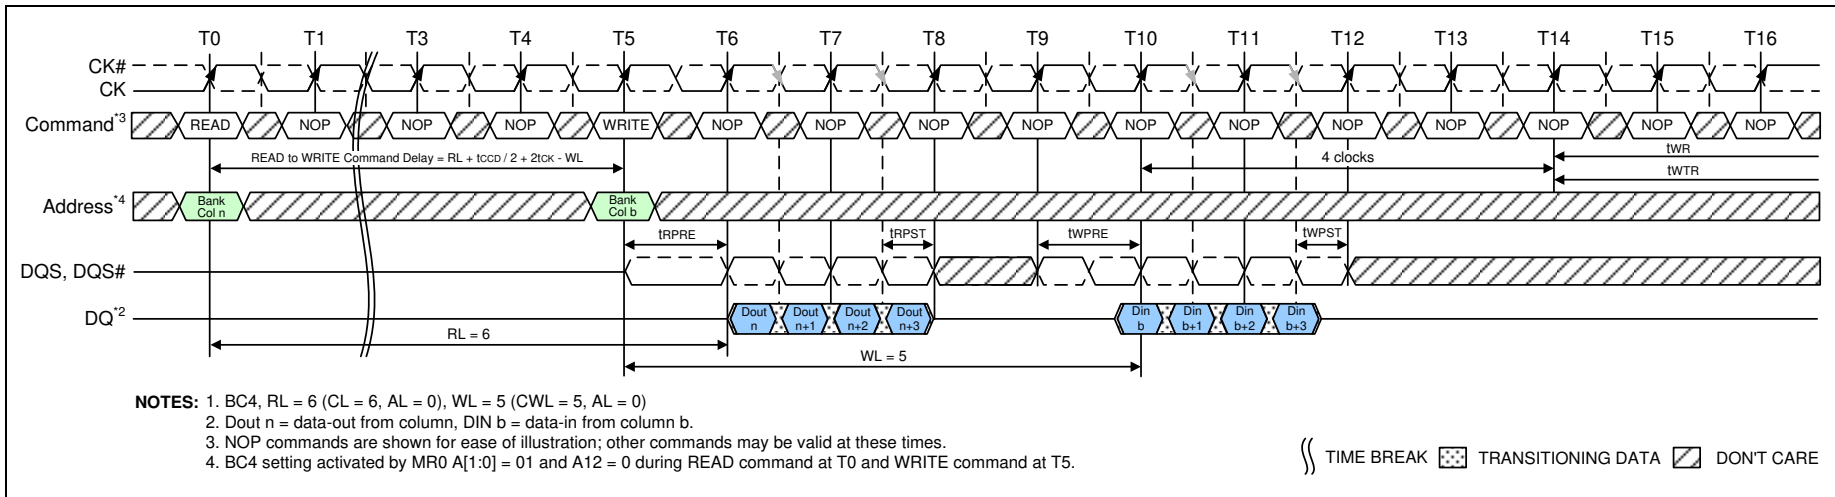 T0 T1 T3 T4 T5 T6 T7 T8 T9 T10 T11 T12 T13 T14 T15 T16
CK#
CK
Command*3 READ NOP NOP NOP WRITE NOP NOP NOP NOP NOP NOP NOP NOP NOP NOP NOP
READ to WRITE Command Delay = RL + tCCD / 2 + 2tCK - WL
4 clocks
tWR
tWTR
Address*4
Bank
Col n
Bank
Col b
tRPRE tRPST tWPRE tWPST
DQS, DQS#
DQ*2
Dout
n
Dout
n+1
Dout
n+2
Dout
n+3
Din
b
Din
b+1
Din
b+2
Din
b+3
RL = 6
WL = 5
NOTES: 1. BC4, RL = 6 (CL = 6, AL = 0), WL = 5 (CWL = 5, AL = 0)
2. Dout n = data-out from column, DIN b = data-in from column b.
3. NOP commands are shown for ease of illustration; other commands may be valid at these times.
4. BC4 setting activated by MR0 A[1:0] = 01 and A12 = 0 during READ command at T0 and WRITE command at T5.
TIME BREAK TRANSITIONING DATA DON'T CARE